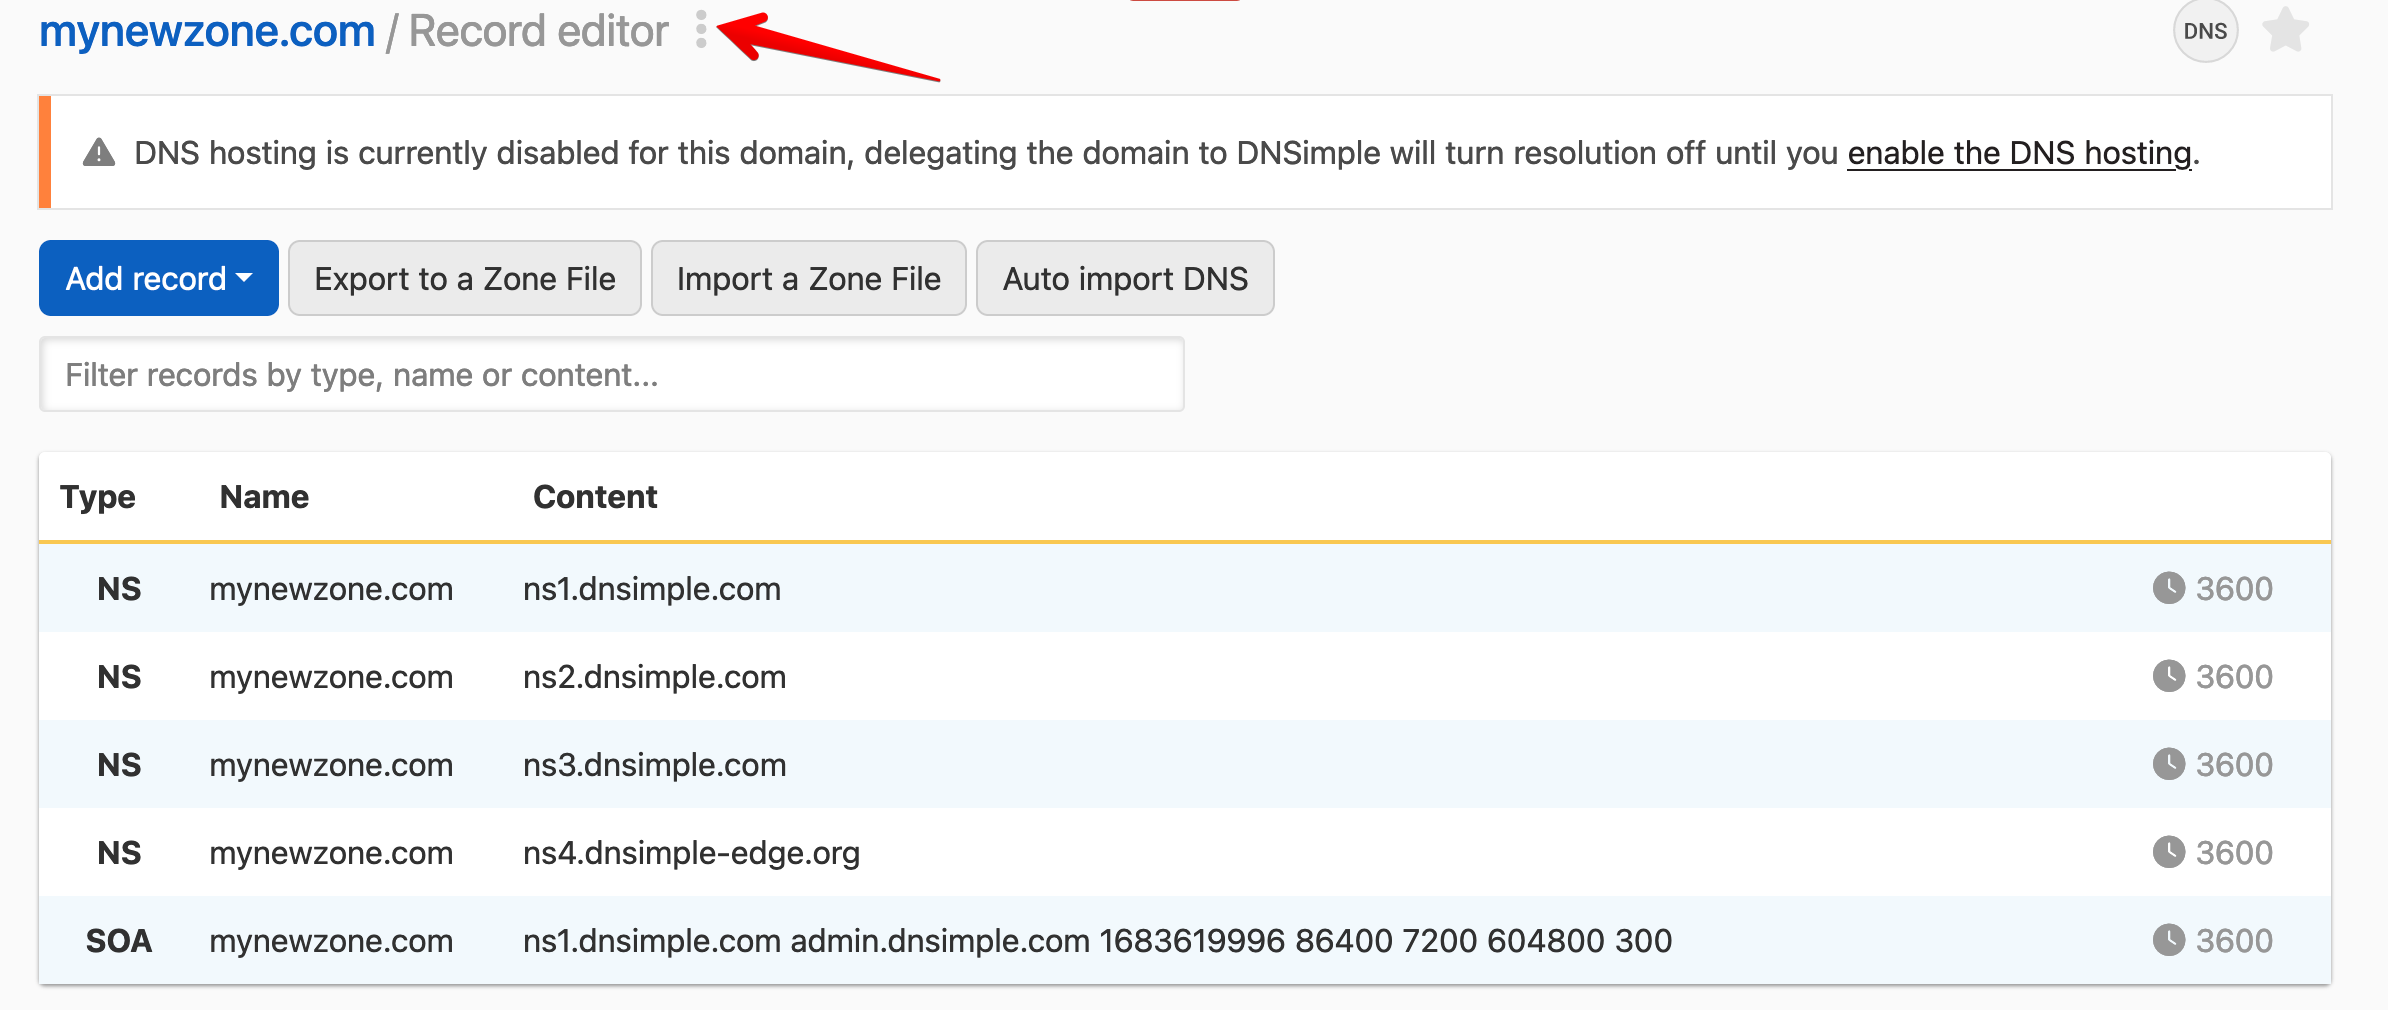 mynewzone.com / Record editor
DNS
DNS hosting is currently disabled for this domain, delegating the domain to DNSimple will turn resolution off until you enable the DNS hosting.
Add record
Export to a Zone File
Import a Zone File
Auto import DNS
Filter records by type, name or content...
Type Name Content
NS mynewzone.com ns1.dnsimple.com 3600
NS mynewzone.com ns2.dnsimple.com 3600
NS mynewzone.com ns3.dnsimple.com 3600
NS mynewzone.com ns4.dnsimple-edge.org 3600
SOA mynewzone.com ns1.dnsimple.com admin.dnsimple.com 1683619996 86400 7200 604800 300 3600